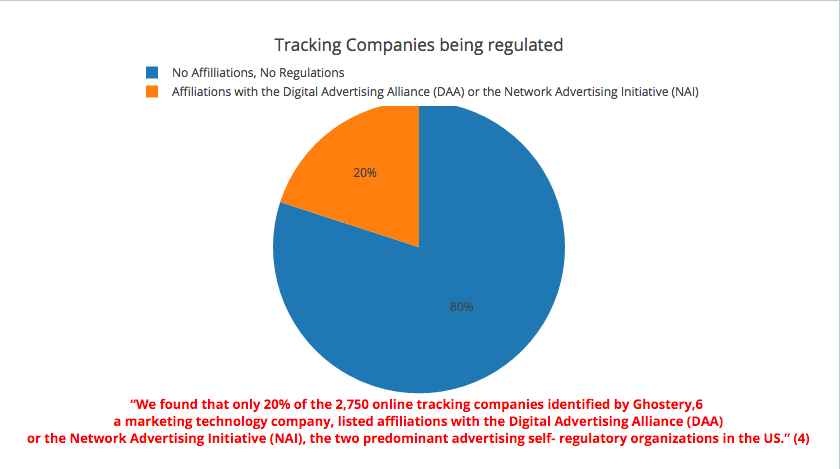 Tracking Companies being regulated
No Affilliations, No Regulations
Affiliations with the Digital Advertising Alliance (DAA) or the Network Advertising Initiative (NAI)
20%
80%
“We found that only 20% of the 2,750 online tracking companies identified by Ghostery,6
a marketing technology company, listed affiliations with the Digital Advertising Alliance (DAA)
or the Network Advertising Initiative (NAI), the two predominant advertising self- regulatory organizations in the US.” (4)